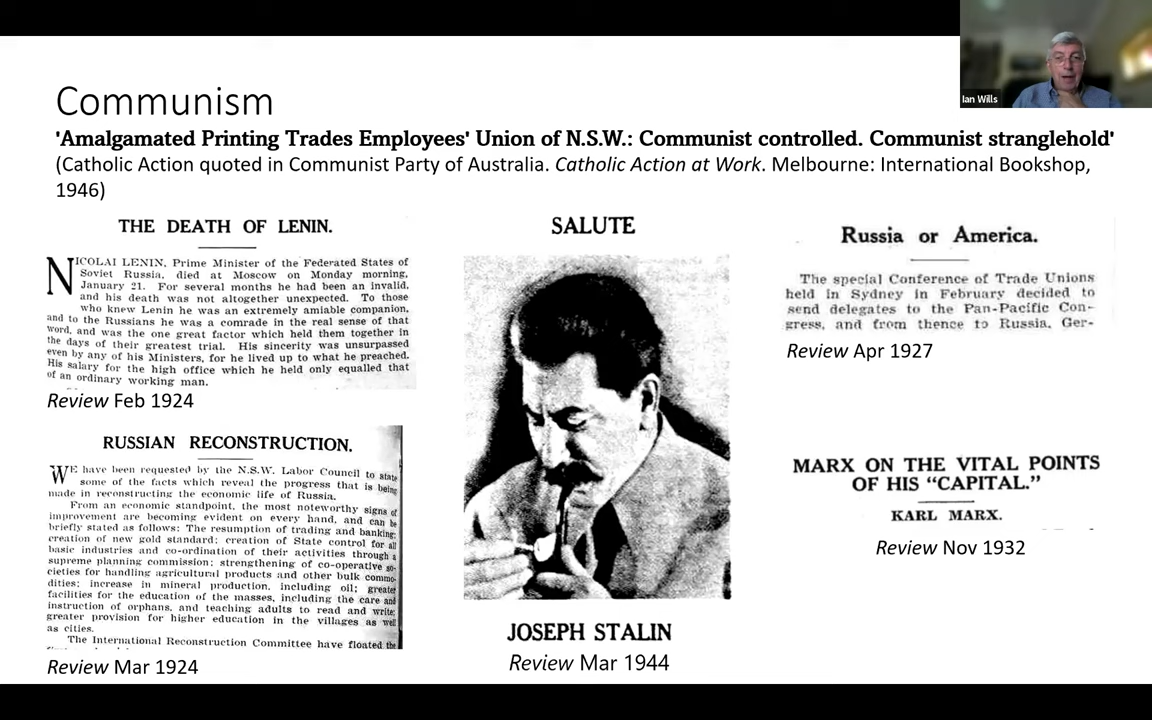 Communism
'Amalgamated Printing Trades Employees' Union of N.S.W.: Communist controlled. Communist stranglehold'
(Catholic Action quoted in Communist Party of Australia. Catholic Action at Work. Melbourne: International Bookshop,
1946)
THE DEATH OF LENIN.
NICOLAI LENIN, Prime Minister of the Federated States of
Soviet Russia, died at Moscow on Monday morning,
January 21. For several months he had been an invalid,
and his death was not altogether unexpected. To those
who knew Lenin he was an extremely amiable companion,
and to the Russians he was a comrade in the real sense of that
word, and was the one great factor which held them together in
the days of their greatest trial. His sincerity was unsurpassed
even by any of his Ministers, for he lived up to what he preached.
His salary for the high office which he held only equalled that
of an ordinary working man.
Review Feb 1924
RUSSIAN RECONSTRUCTION.
WE have been requested by the N.S.W. Labor Council to state
some of the facts which reveal the progress that is being
made in reconstructing the economic life of Russia.
From an economic standpoint, the most noteworthy signs of
improvement are becoming evident on every hand, and can be
briefly stated as follows: The resumption of trading and banking;
creation of new gold standard; creation of State control for all
basic industries and co-ordination of their activities through a
supreme planning commission; strengthening of co-operative so-
cieties for handling agricultural products and other bulk commo-
dities; increase in mineral production, including oil; greater
facilities for the education of the masses, including the care and
instruction of orphans, and teaching adults to read and write;
greater provision for higher education in the villages as well
as cities.
The International Reconstruction Committee have floated the
Review Mar 1924
SALUTE
JOSEPH STALIN
Review Mar 1944
Russia or America.
The special Conference of Trade Unions
held in Sydney in February decided to
send delegates to the Pan-Pacific Con-
gress, and from thence to Russia, Ger-
Review Apr 1927
MARX ON THE VITAL POINTS
OF HIS "CAPITAL."
KARL MARX.
Review Nov 1932
Ian Wills